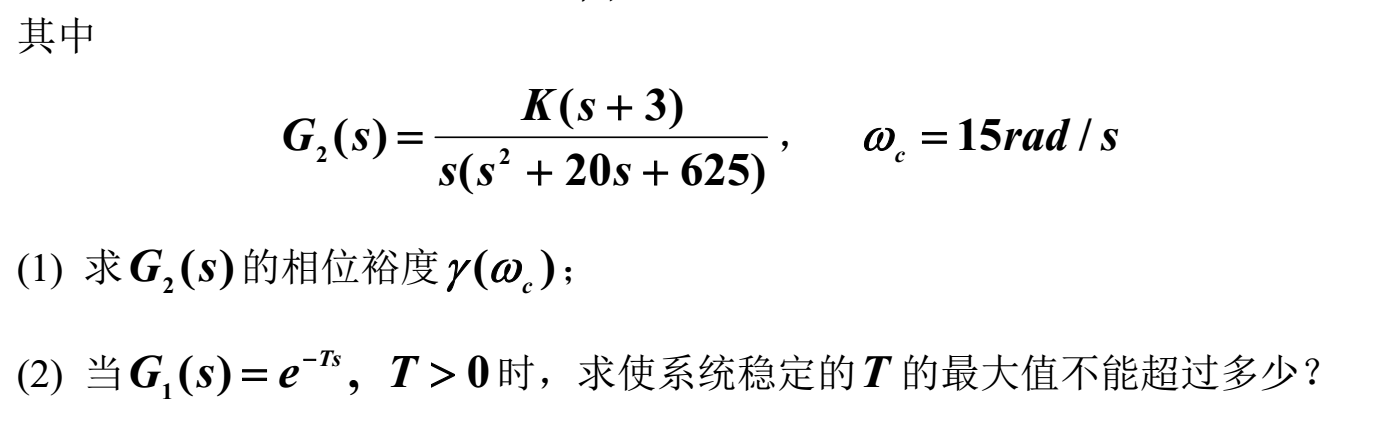 其中
G₂(s) = K(s + 3) / s(s² + 20s + 625) , ω_c = 15rad / s
(1) 求G₂(s)的相位裕度γ(ω_c)；
(2) 当G₁(s) = e^{-Ts}, T > 0时，求使系统稳定的T 的最大值不能超过多少？